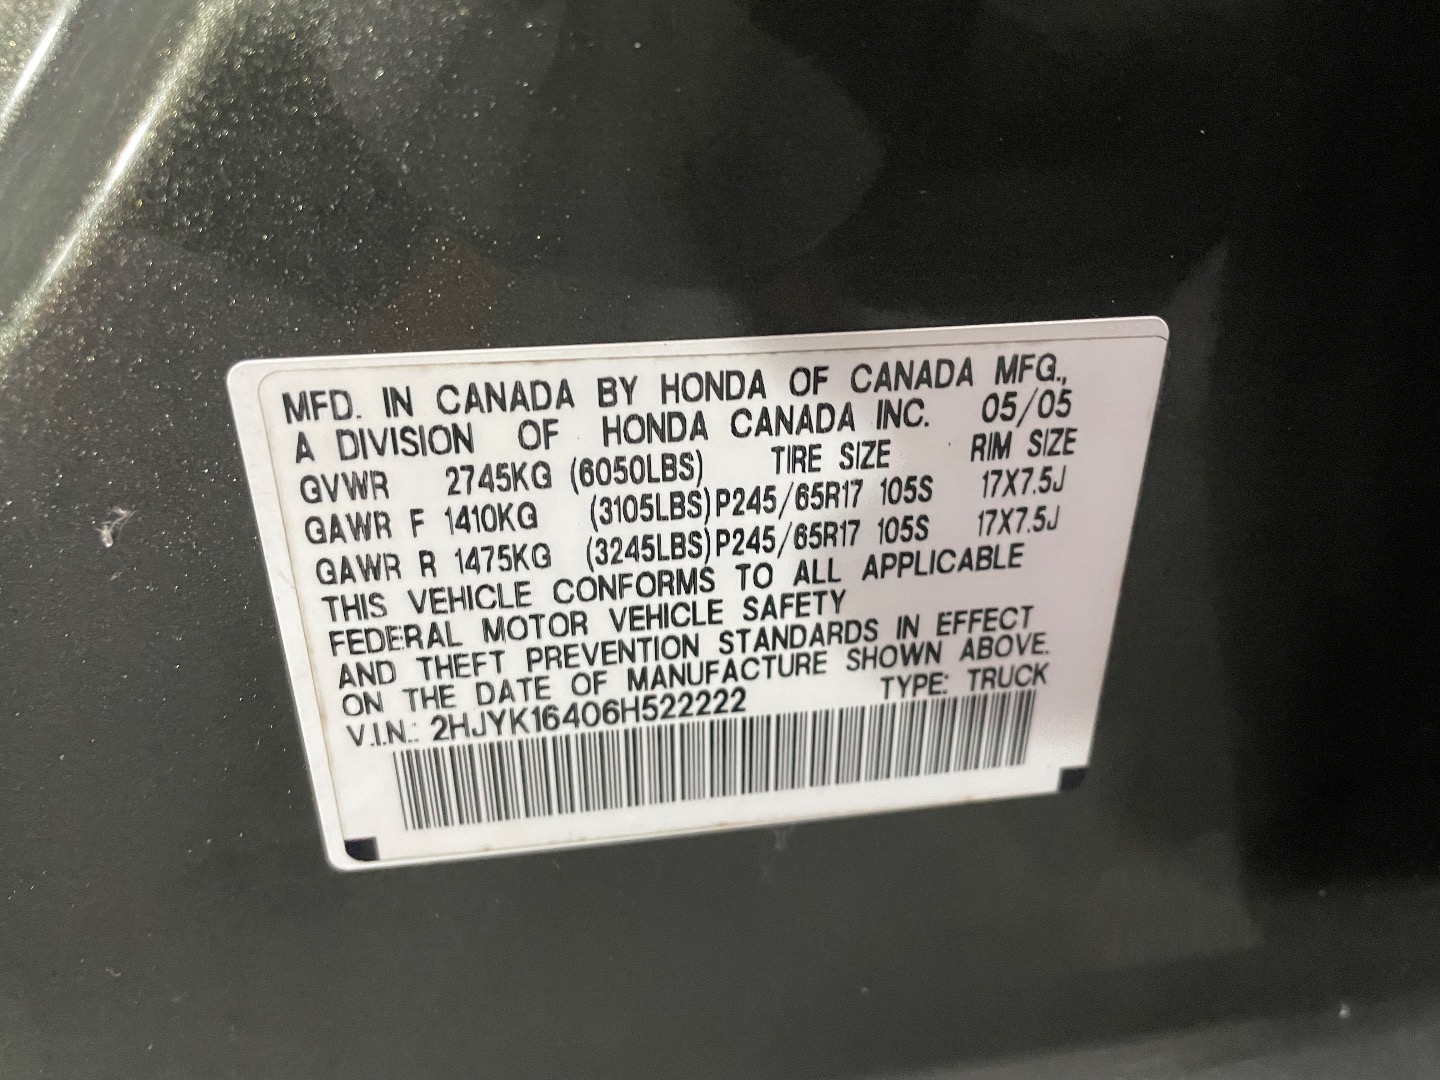 MFD. IN CANADA BY HONDA OF CANADA MFG.,
A DIVISION OF HONDA CANADA INC. 05/05
GVWR 2745KG (6050LBS) TIRE SIZE RIM SIZE
GAWR F 1410KG (3105LBS) P245/65R17 105S 17X7.5J
GAWR R 1475KG (3245LBS) P245/65R17 105S 17X7.5J
THIS VEHICLE CONFORMS TO ALL APPLICABLE
FEDERAL MOTOR VEHICLE SAFETY
AND THEFT PREVENTION STANDARDS IN EFFECT
ON THE DATE OF MANUFACTURE SHOWN ABOVE.
V.I.N.: 2HJYK16406H522222 TYPE: TRUCK